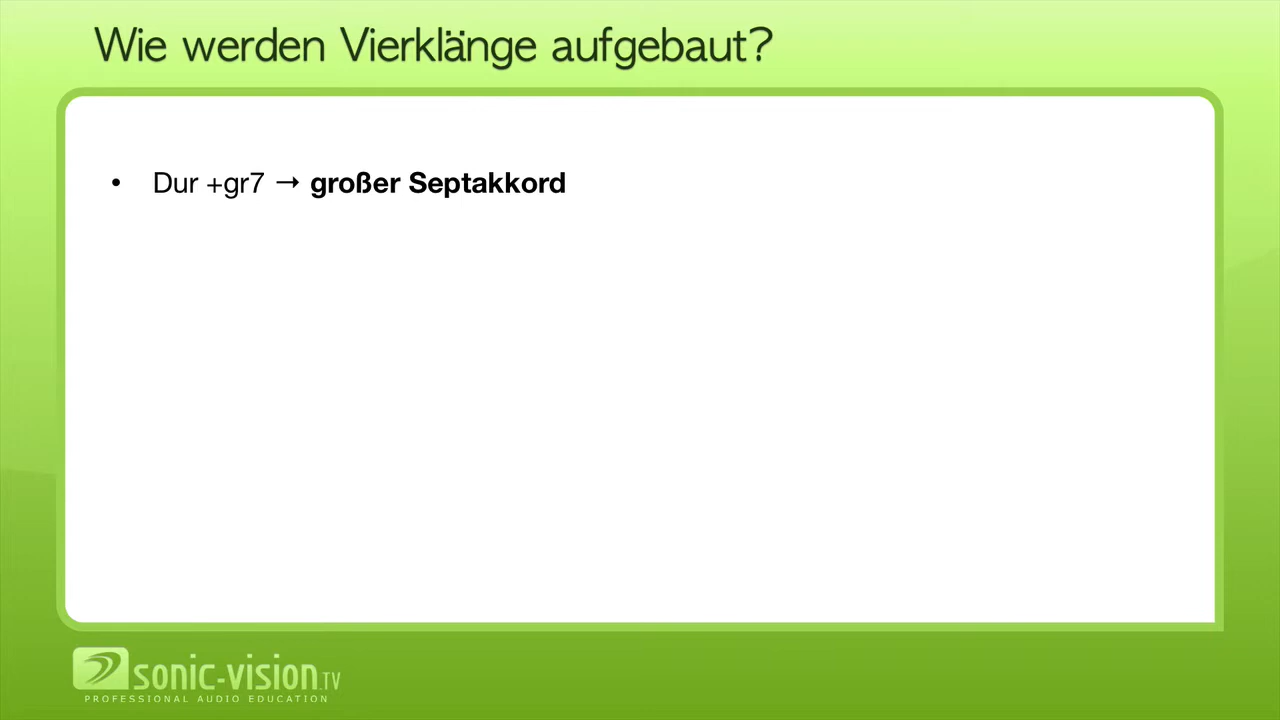 Wie werden Vierklänge aufgebaut?
• Dur +gr7 → großer Septakkord
sonic-vision.TV
PROFESSIONAL AUDIO EDUCATION